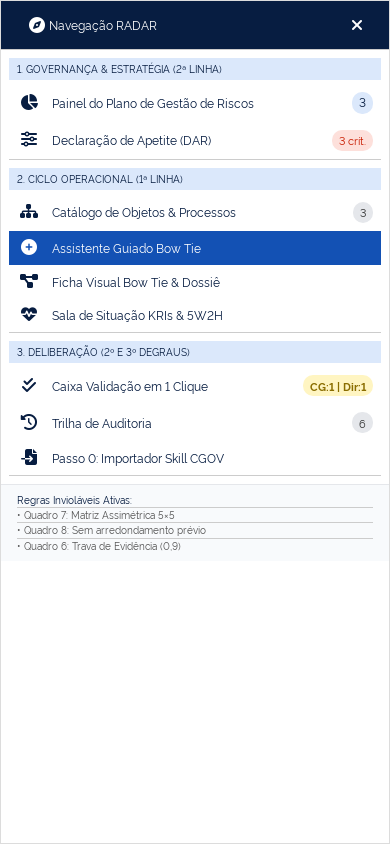 Navegação RADAR
1. GOVERNANÇA & ESTRATÉGIA (2ª LINHA)
Painel do Plano de Gestão de Riscos 3
Declaração de Apetite (DAR) 3 crit.
2. CICLO OPERACIONAL (1ª LINHA)
Catálogo de Objetos & Processos 3
Assistente Guiado Bow Tie
Ficha Visual Bow Tie & Dossiê
Sala de Situação KRIs & 5W2H
3. DELIBERAÇÃO (2º E 3º DEGRAUS)
Caixa Validação em 1 Clique CG:1 | Dir:1
Trilha de Auditoria 6
Passo 0: Importador Skill CGOV
Regras Invioláveis Ativas:
• Quadro 7: Matriz Assimétrica 5×5
• Quadro 8: Sem arredondamento prévio
• Quadro 6: Trava de Evidência (0,9)